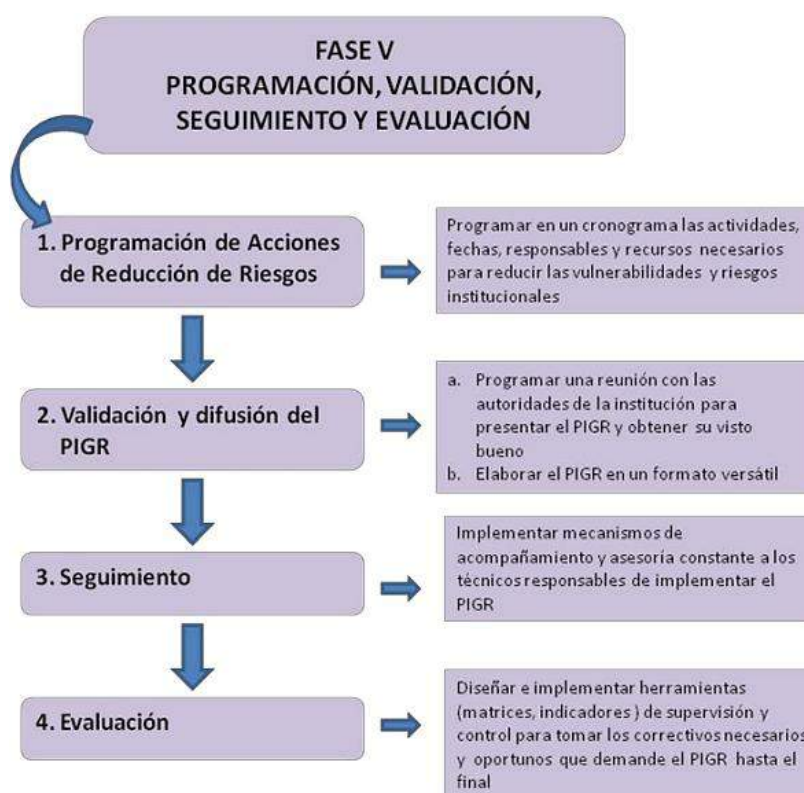 FASE V
PROGRAMACIÓN, VALIDACIÓN,
SEGUIMIENTO Y EVALUACIÓN
1. Programación de Acciones
de Reducción de Riesgos
Programar en un cronograma las actividades,
fechas, responsables y recursos necesarios
para reducir las vulnerabilidades y riesgos
institucionales
2. Validación y difusión del
PIGR
a. Programar una reunión con las
autoridades de la institución para
presentar el PIGR y obtener su visto
bueno
b. Elaborar el PIGR en un formato versátil
3. Seguimiento
Implementar mecanismos de
acompañamiento y asesoría constante a los
técnicos responsables de implementar el
PIGR
4. Evaluación
Diseñar e implementar herramientas
(matrices, indicadores ) de supervisión y
control para tomar los correctivos necesarios
y oportunos que demande el PIGR hasta el
final